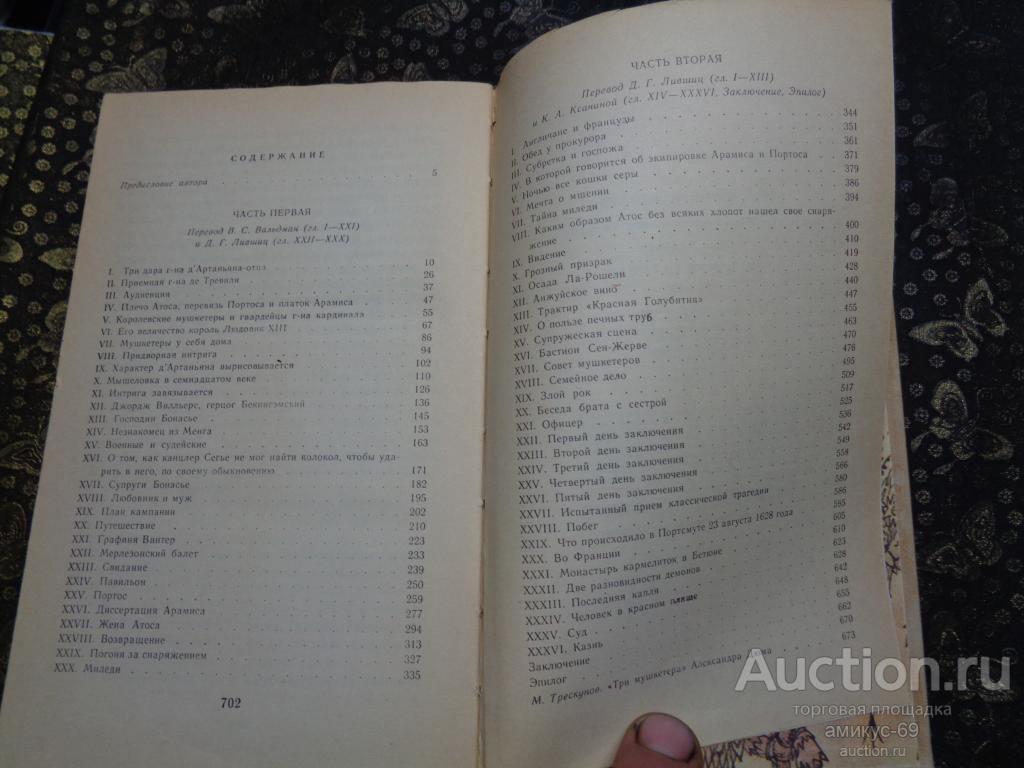 СОДЕРЖАНИЕ
Предисловие автора 5
ЧАСТЬ ПЕРВАЯ
Перевод В. С. Вальдман (гл. I—XXI)
и Д. Г. Лившиц (гл. XXII—XXX)
I. Три дара г-на д'Артаньяна-отца 10
II. Приемная г-на де Тревиля 26
III. Аудиенция 37
IV. Плечо Атоса, перевязь Портоса и платок Арамиса 47
V. Королевские мушкетеры и гвардейцы г-на кардинала 55
VI. Его величество король Людовик XIII 67
VII. Мушкетеры у себя дома 86
VIII. Придворная интрига 94
IX. Характер д'Артаньяна вырисовывается 102
X. Мышеловка в семнадцатом веке 110
XI. Интрига завязывается 126
XII. Джордж Вилльерс, герцог Бекингэмский 136
XIII. Господин Бонасье 145
XIV. Незнакомец из Менга 153
XV. Военные и судейские 163
XVI. О том, как канцлер Сегье не мог найти колокол, чтобы уда-
рить в него, по своему обыкновению 171
XVII. Супруги Бонасье 182
XVIII. Любовник и муж 195
XIX. План кампании 202
XX. Путешествие 210
XXI. Графиня Винтер 223
XXII. Мерлезонский балет 233
XXIII. Свидание 239
XXIV. Павильон 250
XXV. Портос 259
XXVI. Диссертация Арамиса 277
XXVII. Жена Атоса 294
XXVIII. Возвращение 313
XXIX. Погоня за снаряжением 327
XXX. Миледи 335
702
ЧАСТЬ ВТОРАЯ
Перевод Д. Г. Лившиц (гл. I—XIII)
и К. А. Ксаниной (гл. XIV—XXXVI, Заключение, Эпилог)
I. Англичане и французы 344
II. Обед у прокурора 351
III. Субретка и госпожа 361
IV. В которой говорится об экипировке Арамиса и Портоса 371
V. Ночью все кошки серы 379
VI. Мечта о мщении 386
VII. Тайна миледи 394
VIII. Каким образом Атос без всяких хлопот нашел свое снаря-
жение 400
IX. Видение 410
X. Грозный призрак 419
XI. Осада Ла-Рошели 428
XII. Анжуйское вино 440
XIII. Трактир «Красная Голубятня» 447
XIV. О пользе печных труб 455
XV. Супружеская сцена 463
XVI. Бастион Сен-Жерве 470
XVII. Совет мушкетеров 476
XVIII. Семейное дело 495
XIX. Злой рок 509
XX. Беседа брата с сестрой 517
XXI. Офицер 525
XXII. Первый день заключения 536
XXIII. Второй день заключения 542
XXIV. Третий день заключения 549
XXV. Четвертый день заключения 558
XXVI. Пятый день заключения 566
XXVII. Испытанный прием классической трагедии 580
XXVIII. Побег 586
XXIX. Что происходило в Портсмуте 23 августа 1628 года 595
XXX. Во Франции 605
XXXI. Монастырь кармелиток в Бетюне 610
XXXII. Две разновидности демонов 623
XXXIII. Последняя капля 628
XXXIV. Человек в красном плаще 642
XXXV. Суд 648
XXXVI. Казнь 655
Заключение 662
Эпилог 670
М. Трескунов. «Три мушкетера» Александра Дюма 673
Auction.ru
торговая площадка
амикус-69
auction.ru